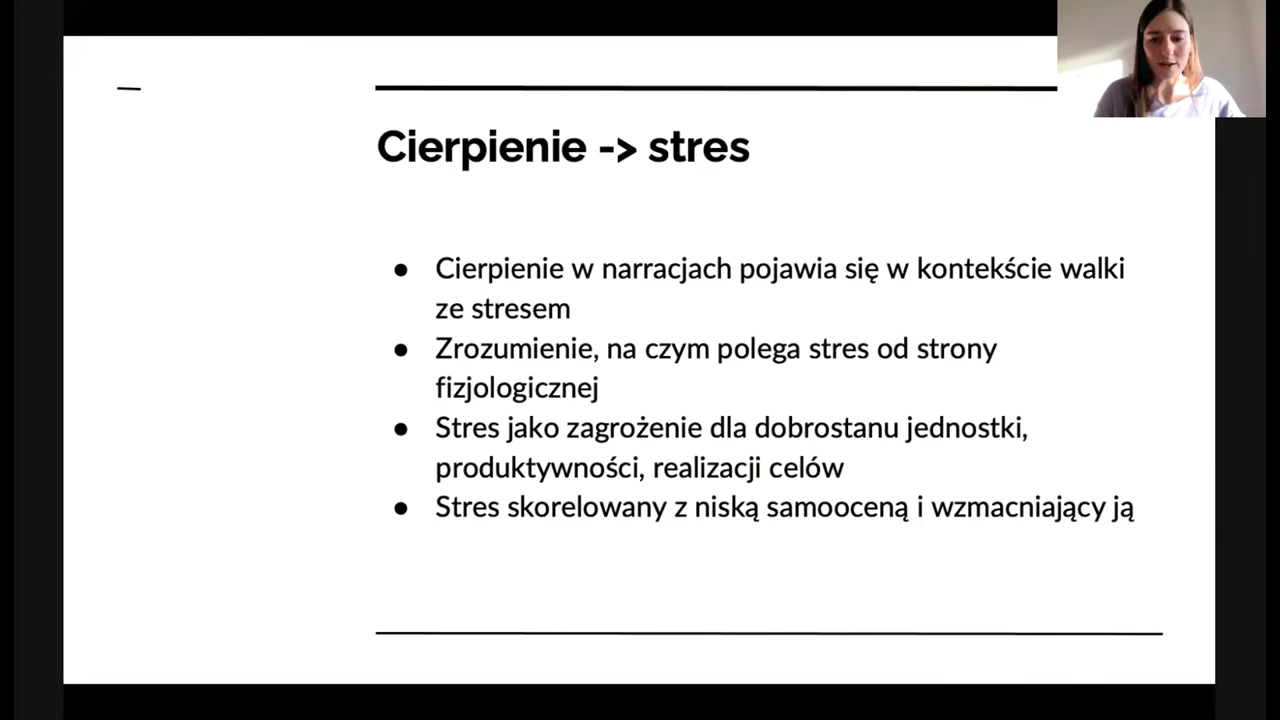 Cierpienie -> stres
● Cierpienie w narracjach pojawia się w kontekście walki
ze stresem
● Zrozumienie, na czym polega stres od strony
fizjologicznej
● Stres jako zagrożenie dla dobrostanu jednostki,
produktywności, realizacji celów
● Stres skorelowany z niską samooceną i wzmacniający ją